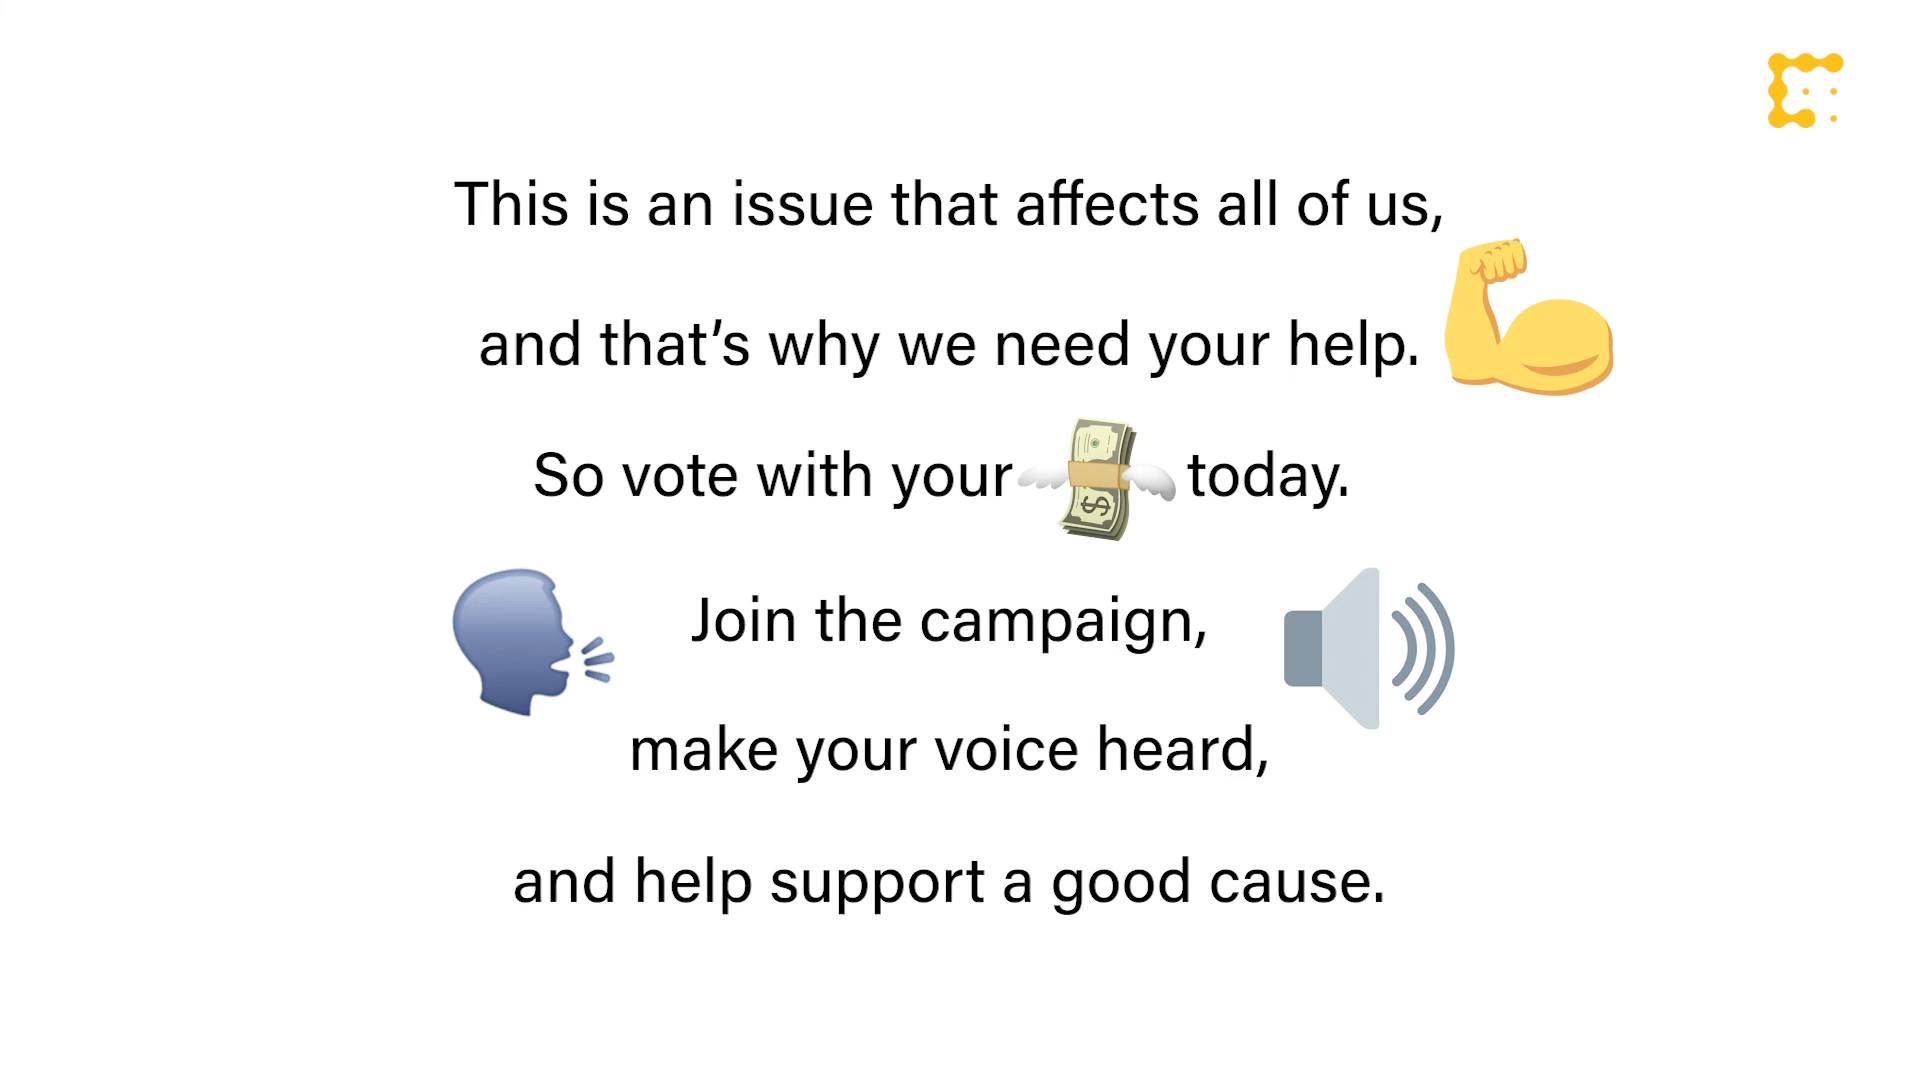 This is an issue that affects all of us,
and that’s why we need your help.
So vote with your 💸 today.
Join the campaign,
make your voice heard,
and help support a good cause.